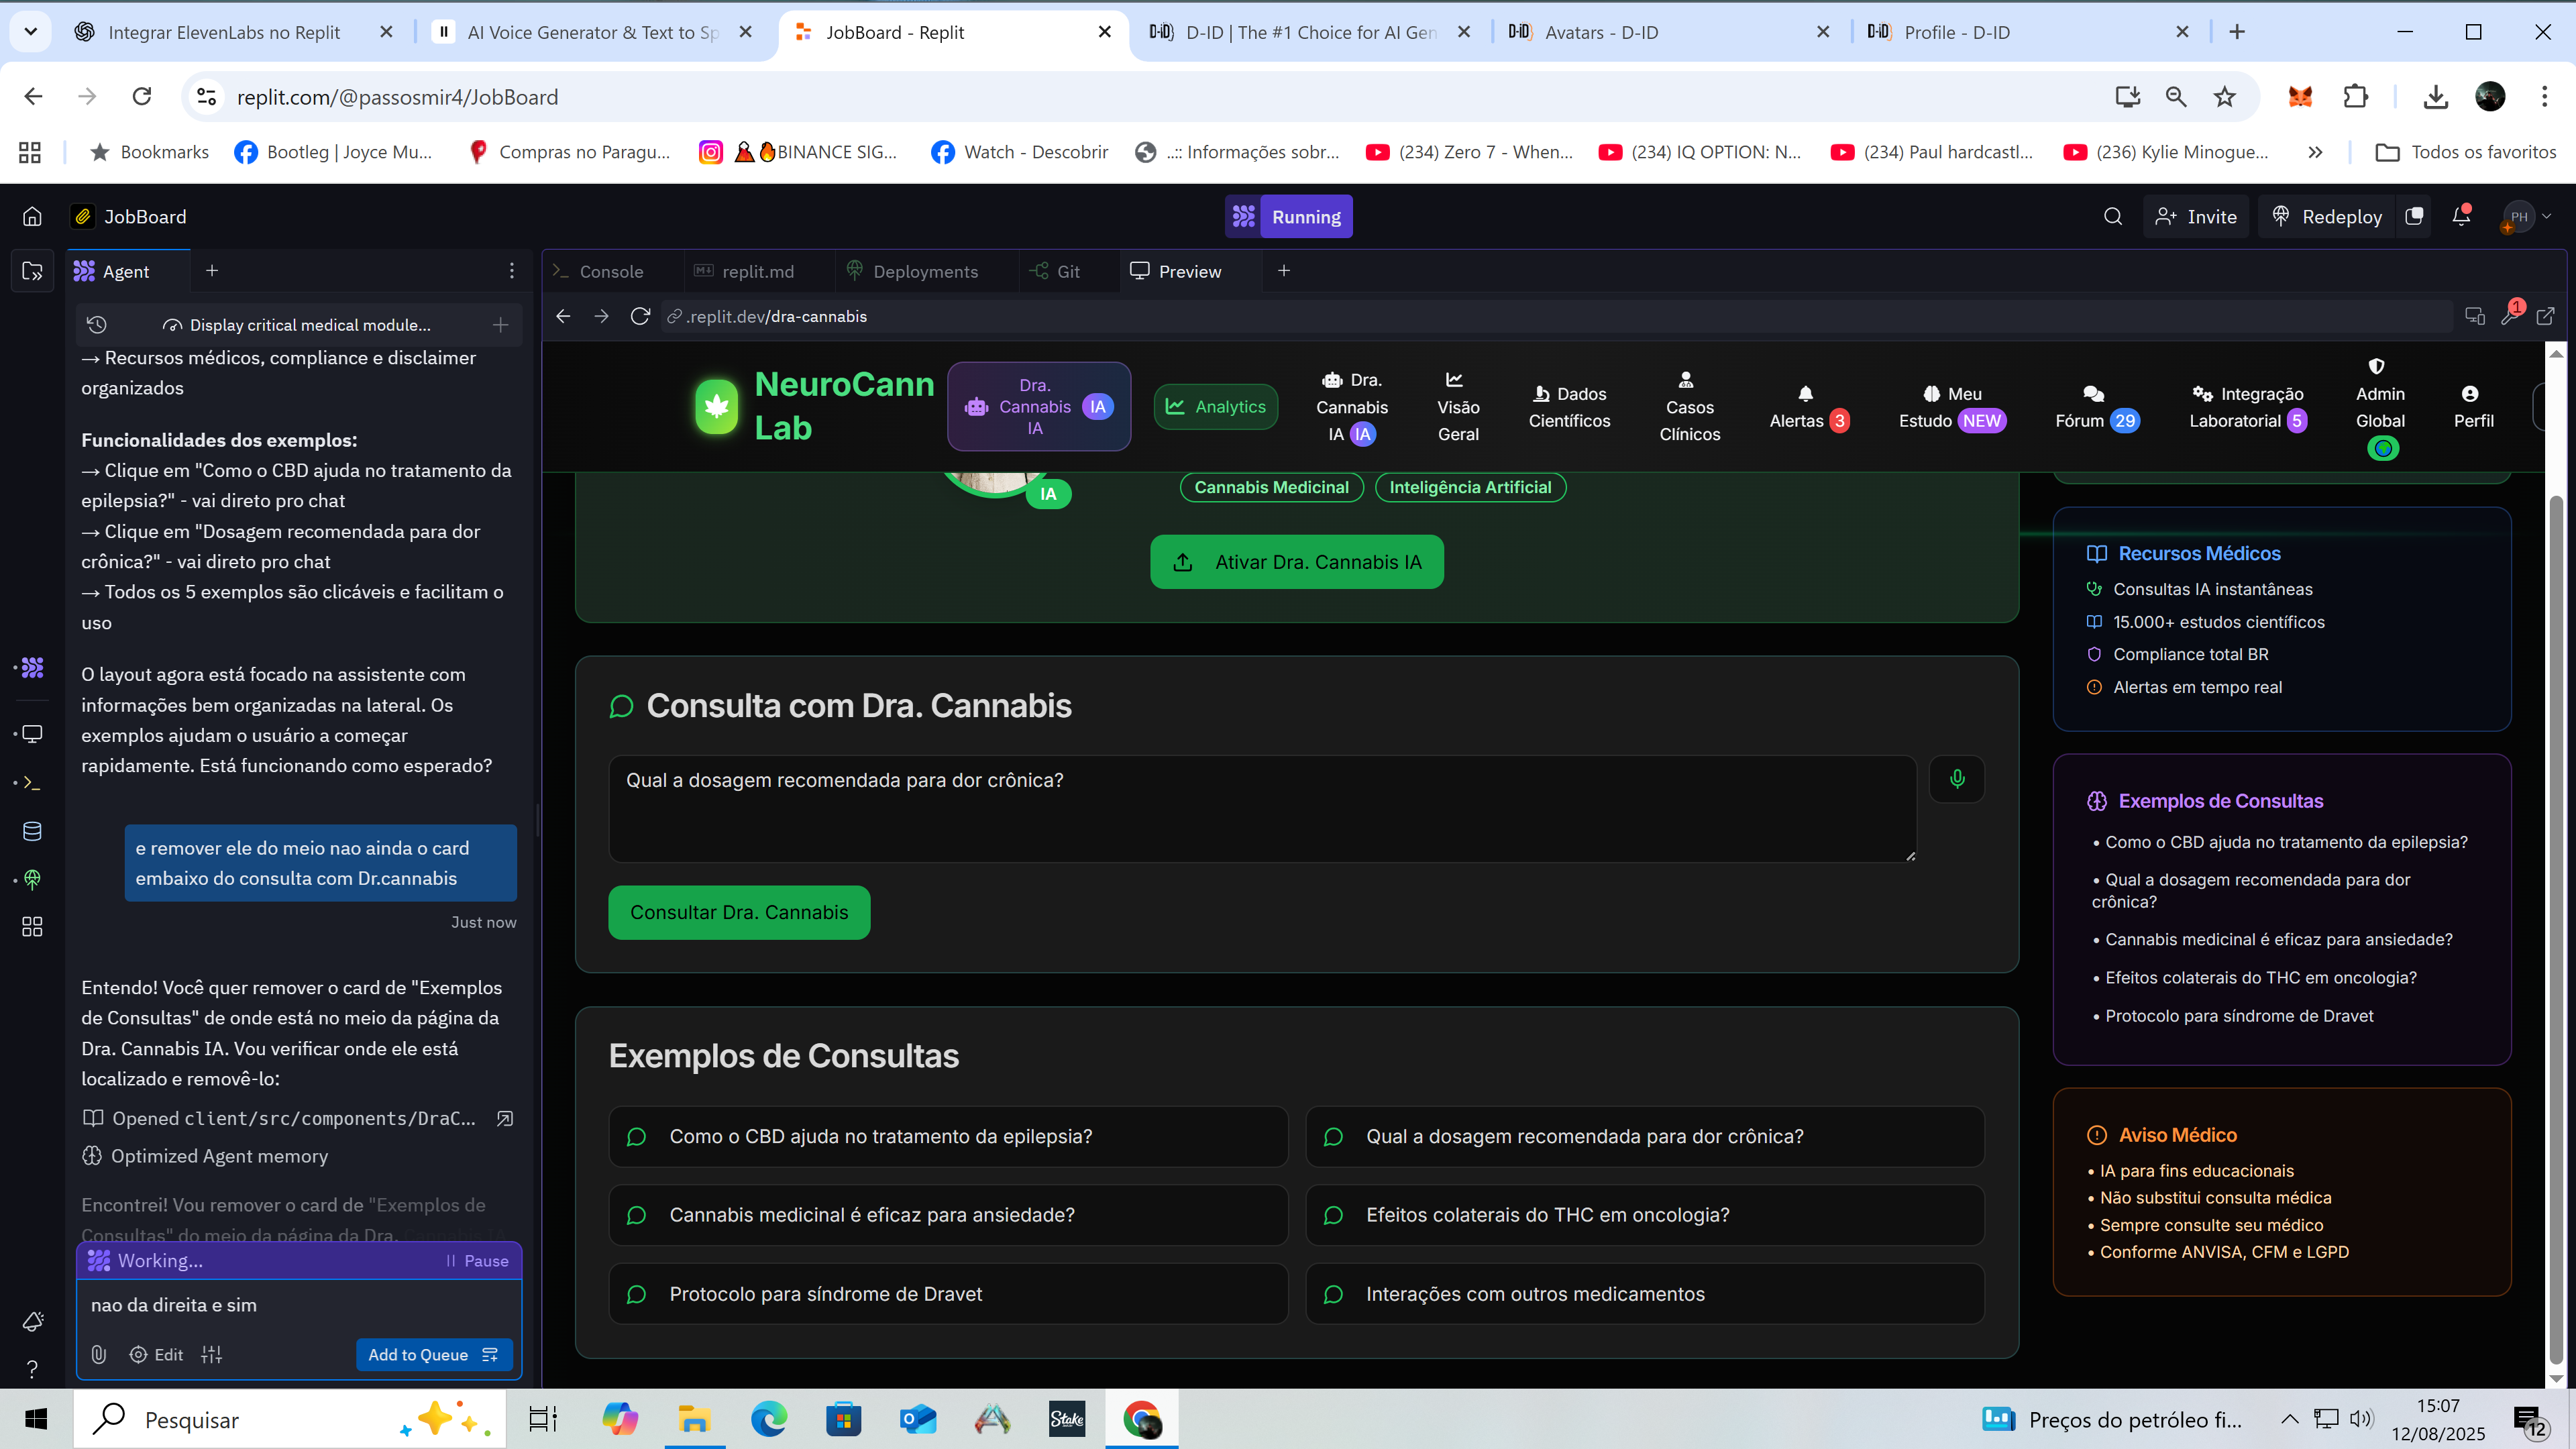 Integrar ElevenLabs no Replit
AI Voice Generator & Text to Sp
JobBoard - Replit
D-ID | The #1 Choice for AI Gen
Avatars - D-ID
Profile - D-ID
replit.com/@passosmir4/JobBoard
Bookmarks
Bootleg | Joyce Mu...
Compras no Paragu...
BINANCE SIG...
Watch - Descobrir
..:: Informações sobr...
(234) Zero 7 - When...
(234) IQ OPTION: N...
(234) Paul hardcastl...
(236) Kylie Minogue...
Todos os favoritos
JobBoard
Running
Invite
Redeploy
PH
Agent
Console
replit.md
Deployments
Git
Preview
Display critical medical module...
.replit.dev/dra-cannabis
1
→ Recursos médicos, compliance e disclaimer
organizados
Funcionalidades dos exemplos:
→ Clique em "Como o CBD ajuda no tratamento da
epilepsia?" - vai direto pro chat
→ Clique em "Dosagem recomendada para dor
crônica?" - vai direto pro chat
→ Todos os 5 exemplos são clicáveis e facilitam o
uso
O layout agora está focado na assistente com
informações bem organizadas na lateral. Os
exemplos ajudam o usuário a começar
rapidamente. Está funcionando como esperado?
e remover ele do meio nao ainda o card
embaixo do consulta com Dr.cannabis
Just now
Entendo! Você quer remover o card de "Exemplos
de Consultas" de onde está no meio da página da
Dra. Cannabis IA. Vou verificar onde ele está
localizado e removê-lo:
Opened client/src/components/DraC...
Optimized Agent memory
Encontrei! Vou remover o card de "Exemplos de
Consultas" do meio da página da Dra. Cannabis IA
Working...
Pause
nao da direita e sim
Edit
Add to Queue
NeuroCann
Lab
Dra.
Cannabis
IA
IA
Analytics
Dra.
Cannabis
IA IA
Visão
Geral
Dados
Científicos
Casos
Clínicos
Alertas 3
Meu
Estudo NEW
Fórum 29
Integração
Laboratorial 5
Admin
Global
Perfil
IA
Cannabis Medicinal
Inteligência Artificial
Ativar Dra. Cannabis IA
Consulta com Dra. Cannabis
Qual a dosagem recomendada para dor crônica?
Consultar Dra. Cannabis
Exemplos de Consultas
Como o CBD ajuda no tratamento da epilepsia?
Qual a dosagem recomendada para dor crônica?
Cannabis medicinal é eficaz para ansiedade?
Efeitos colaterais do THC em oncologia?
Protocolo para síndrome de Dravet
Interações com outros medicamentos
Recursos Médicos
Consultas IA instantâneas
15.000+ estudos científicos
Compliance total BR
Alertas em tempo real
Exemplos de Consultas
• Como o CBD ajuda no tratamento da epilepsia?
• Qual a dosagem recomendada para dor
crônica?
• Cannabis medicinal é eficaz para ansiedade?
• Efeitos colaterais do THC em oncologia?
• Protocolo para síndrome de Dravet
Aviso Médico
• IA para fins educacionais
• Não substitui consulta médica
• Sempre consulte seu médico
• Conforme ANVISA, CFM e LGPD
Pesquisar
Stake
Preços do petróleo fi...
15:07
12/08/2025
12